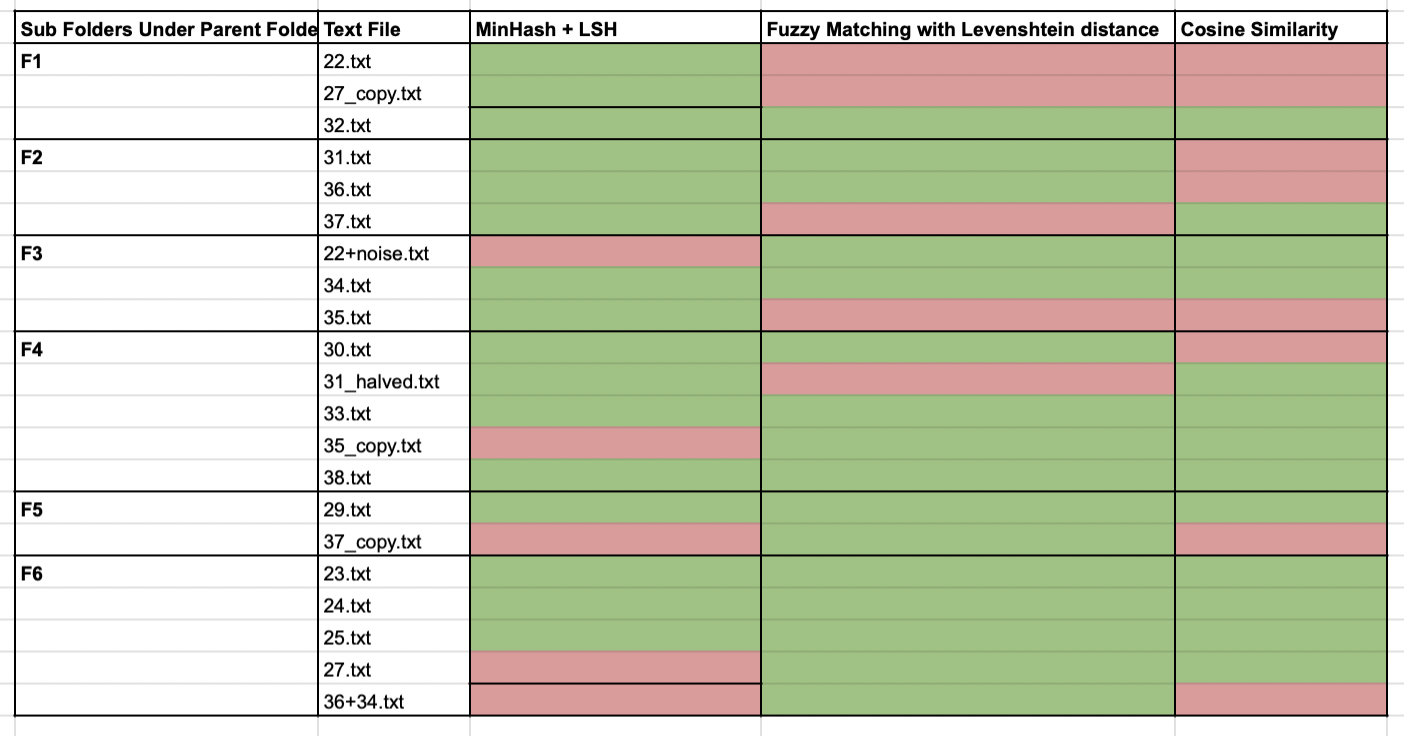 Sub Folders Under Parent Folde Text File MinHash + LSH Fuzzy Matching with Levenshtein distance Cosine Similarity
F1 22.txt
27_copy.txt
32.txt
F2 31.txt
36.txt
37.txt
F3 22+noise.txt
34.txt
35.txt
F4 30.txt
31_halved.txt
33.txt
35_copy.txt
38.txt
F5 29.txt
37_copy.txt
F6 23.txt
24.txt
25.txt
27.txt
36+34.txt